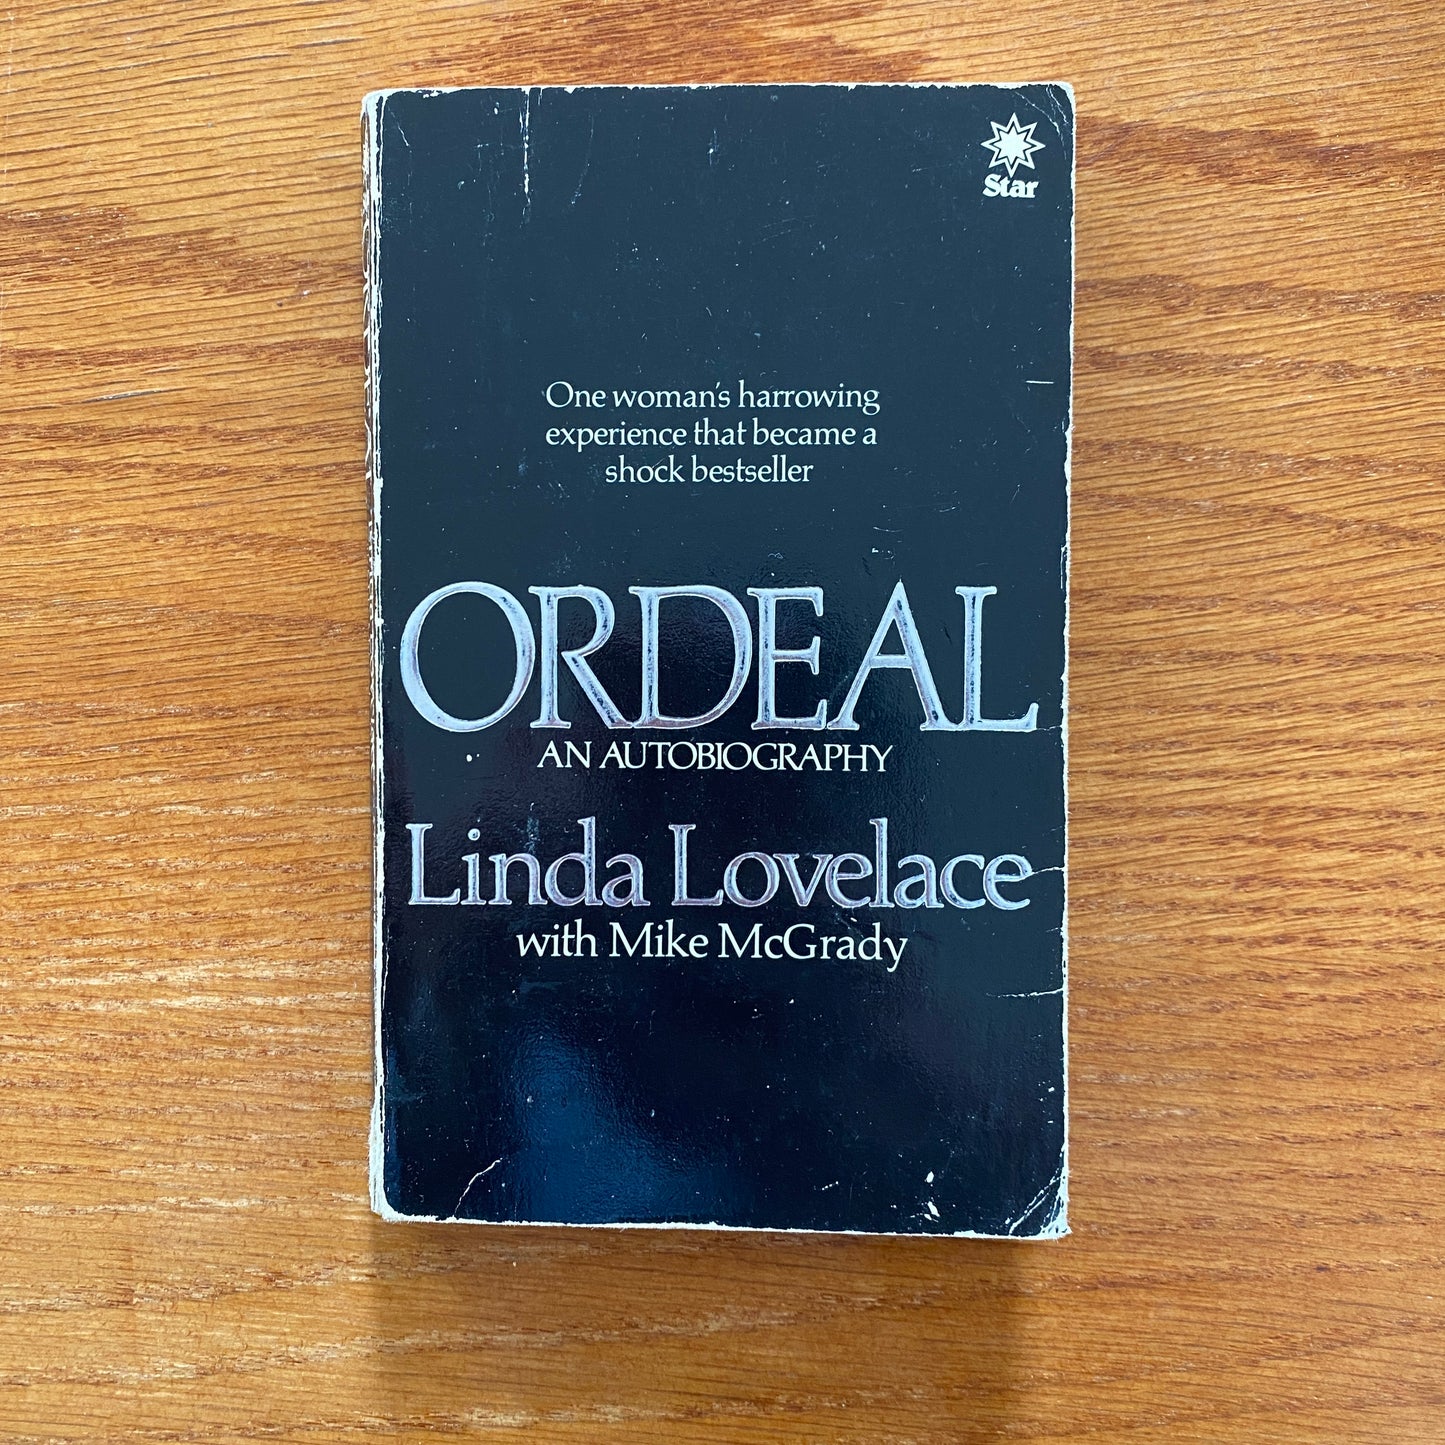 Star
One woman's harrowing
experience that became a
shock bestseller
ORDEAL
AN AUTOBIOGRAPHY
Linda Lovelace
with Mike McGrady